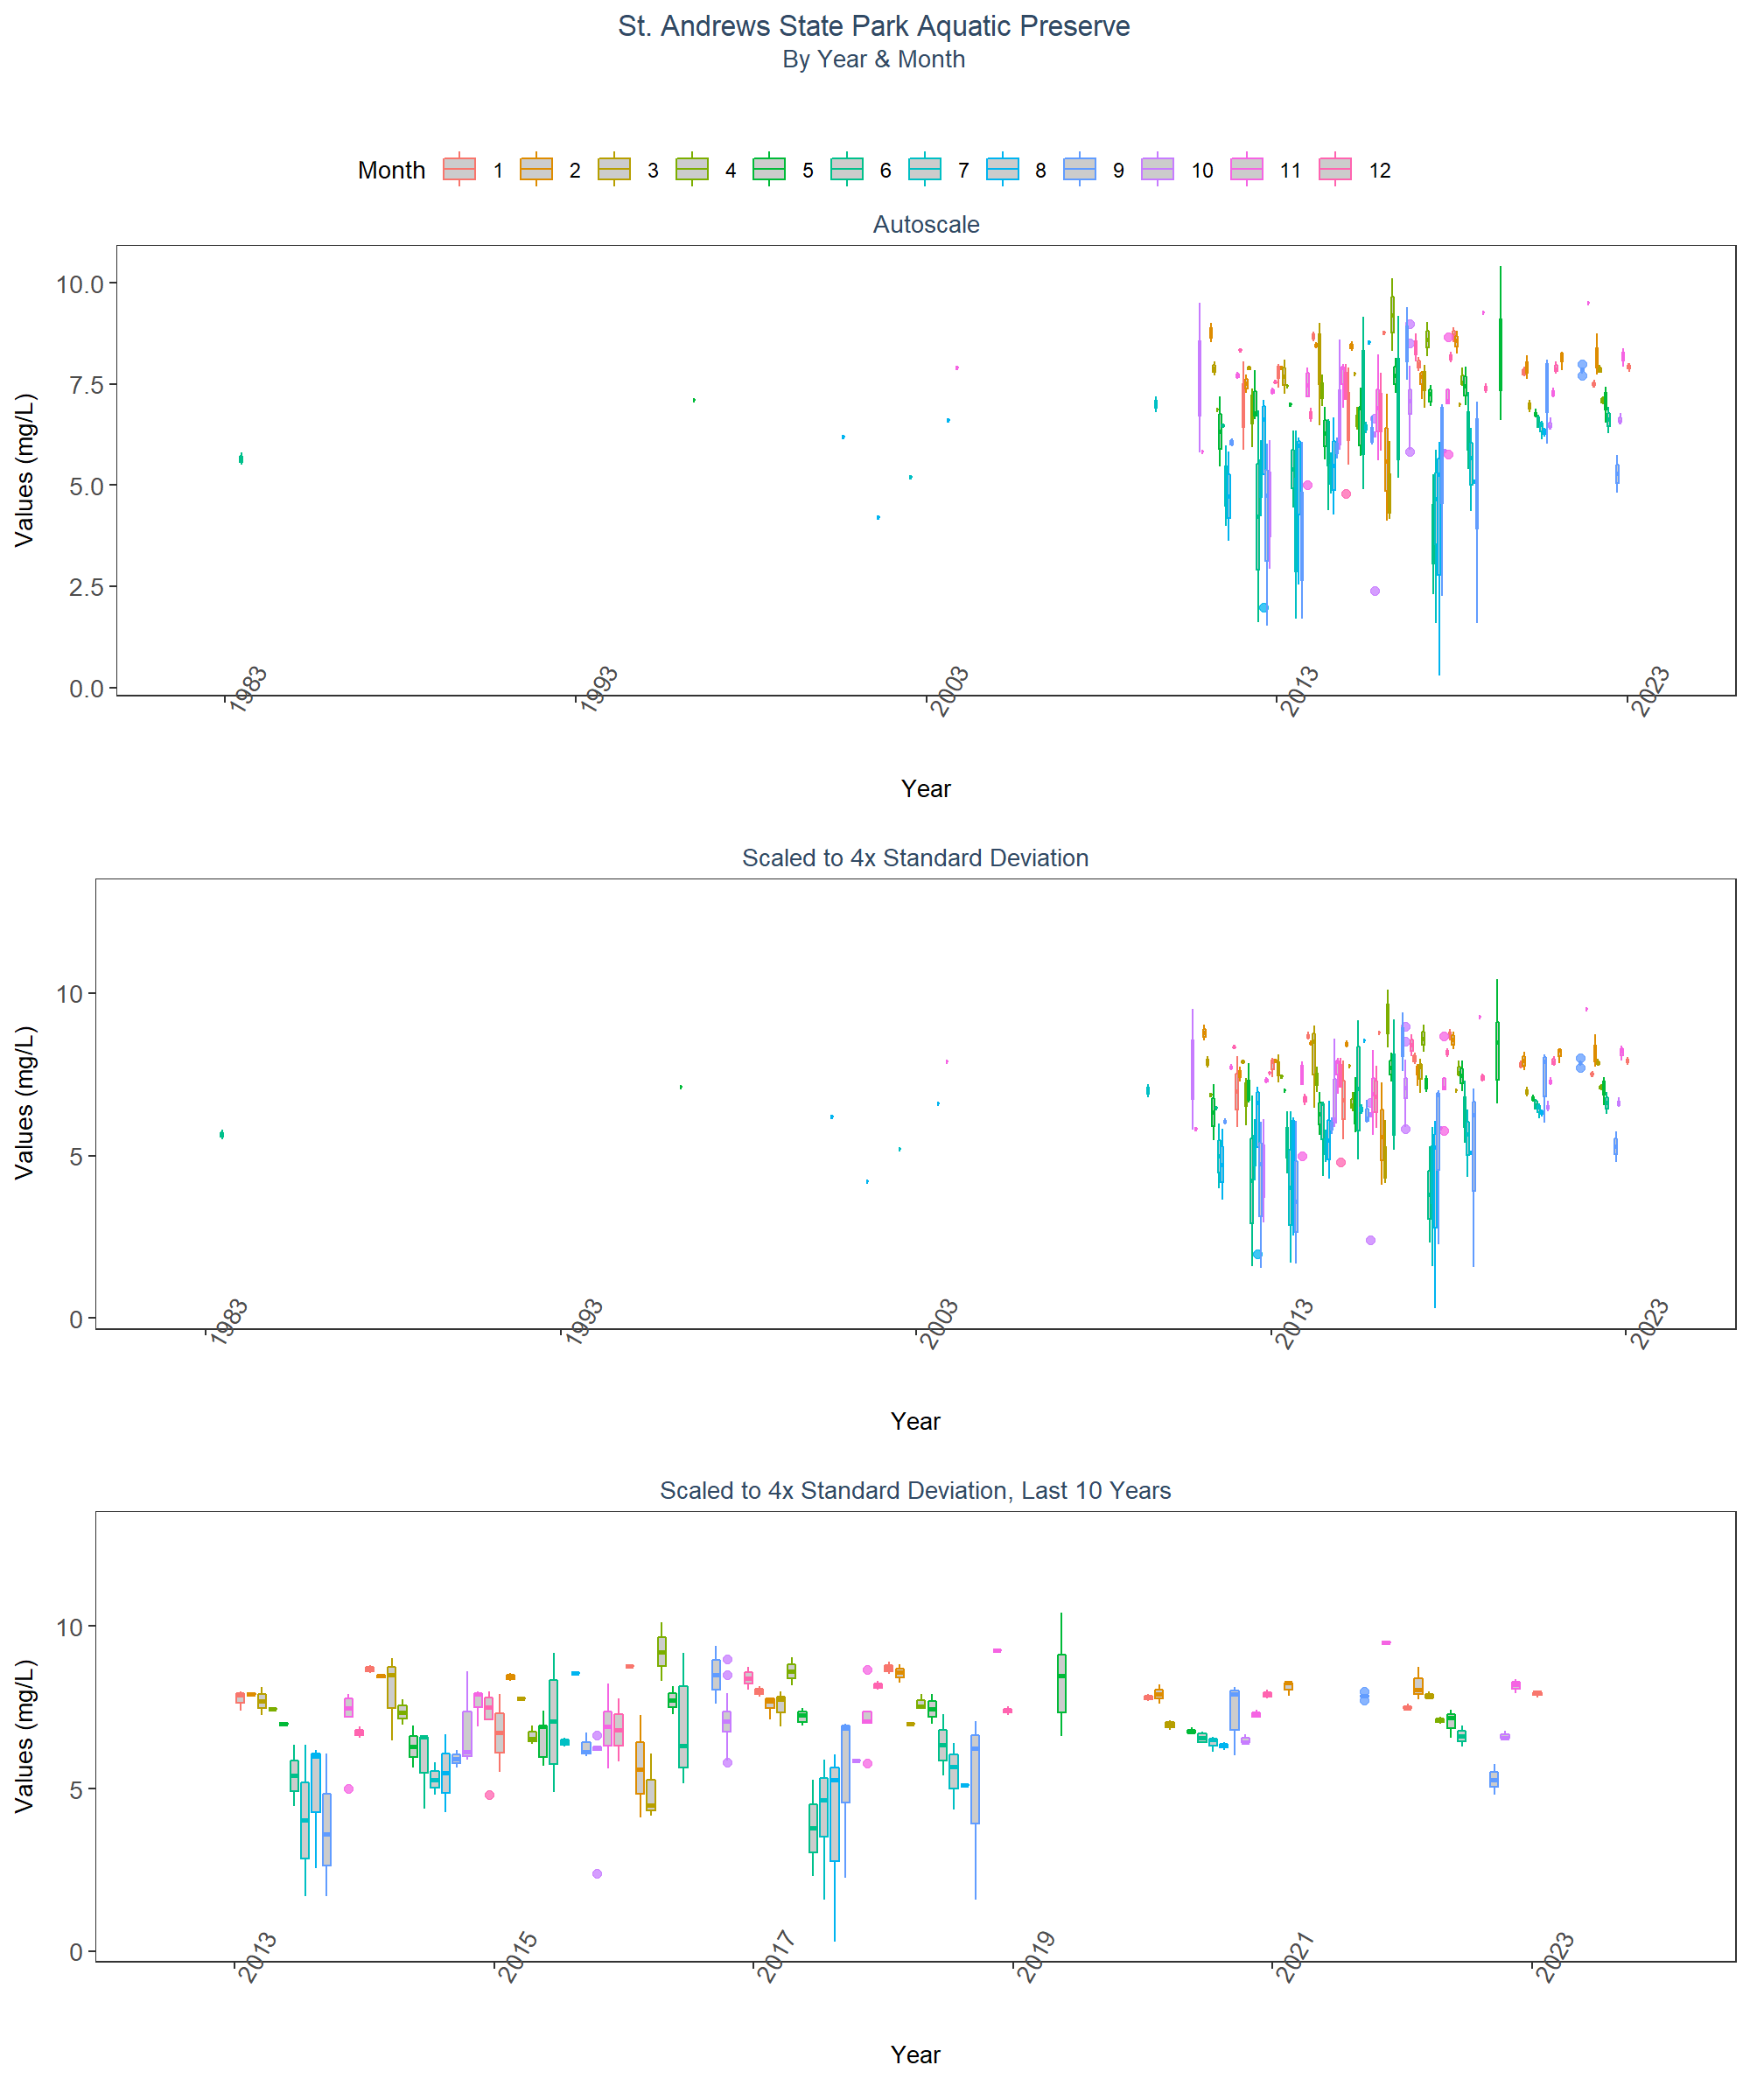 St. Andrews State Park Aquatic Preserve
By Year & Month
Month 1 2 3 4 5 6 7 8 9 10 11 12
Autoscale
Values (mg/L)
10.0
7.5
5.0
2.5
0.0
1983 1993 2003 2013 2023
Year
Scaled to 4x Standard Deviation
Values (mg/L)
10
5
0
1983 1993 2003 2013 2023
Year
Scaled to 4x Standard Deviation, Last 10 Years
Values (mg/L)
10
5
0
2013 2015 2017 2019 2021 2023
Year